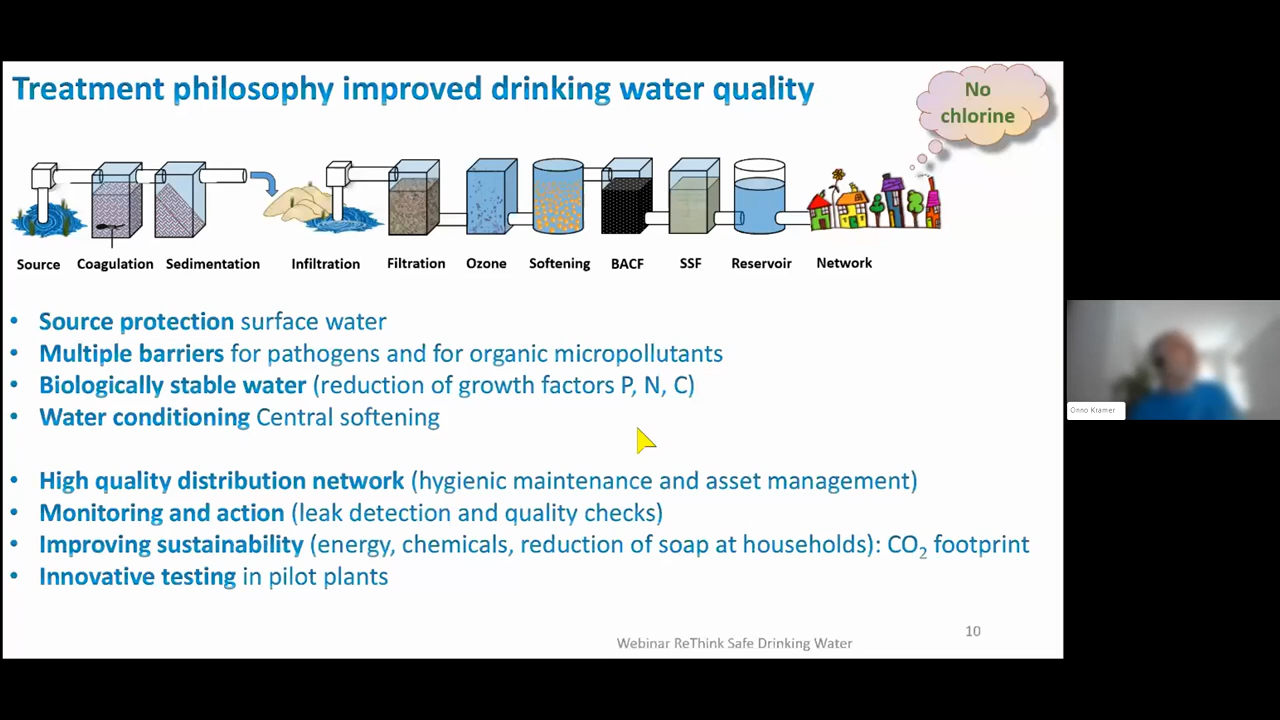 Treatment philosophy improved drinking water quality
No
chlorine
Source Coagulation Sedimentation Infiltration Filtration Ozone Softening BACF SSF Reservoir Network
• Source protection surface water
• Multiple barriers for pathogens and for organic micropollutants
• Biologically stable water (reduction of growth factors P, N, C)
• Water conditioning Central softening
• High quality distribution network (hygienic maintenance and asset management)
• Monitoring and action (leak detection and quality checks)
• Improving sustainability (energy, chemicals, reduction of soap at households): CO₂ footprint
• Innovative testing in pilot plants
Webinar ReThink Safe Drinking Water
10
Onno Kramer